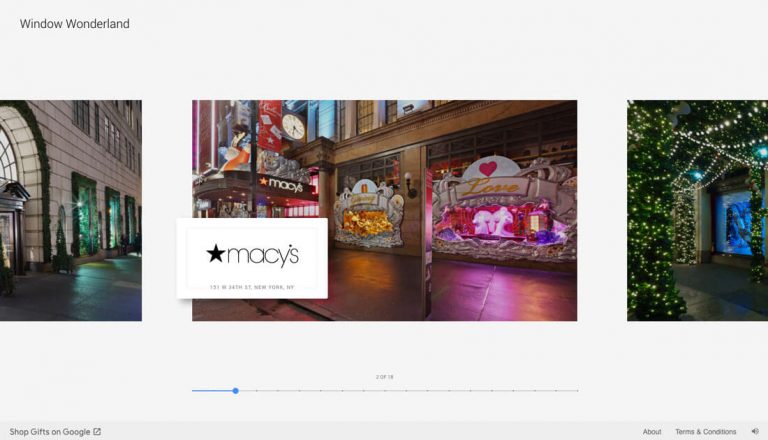 Window Wonderland
macy's
Love
macy's
151 W 34TH ST, NEW YORK, NY
2 OF 18
Shop Gifts on Google
About
Terms & Conditions